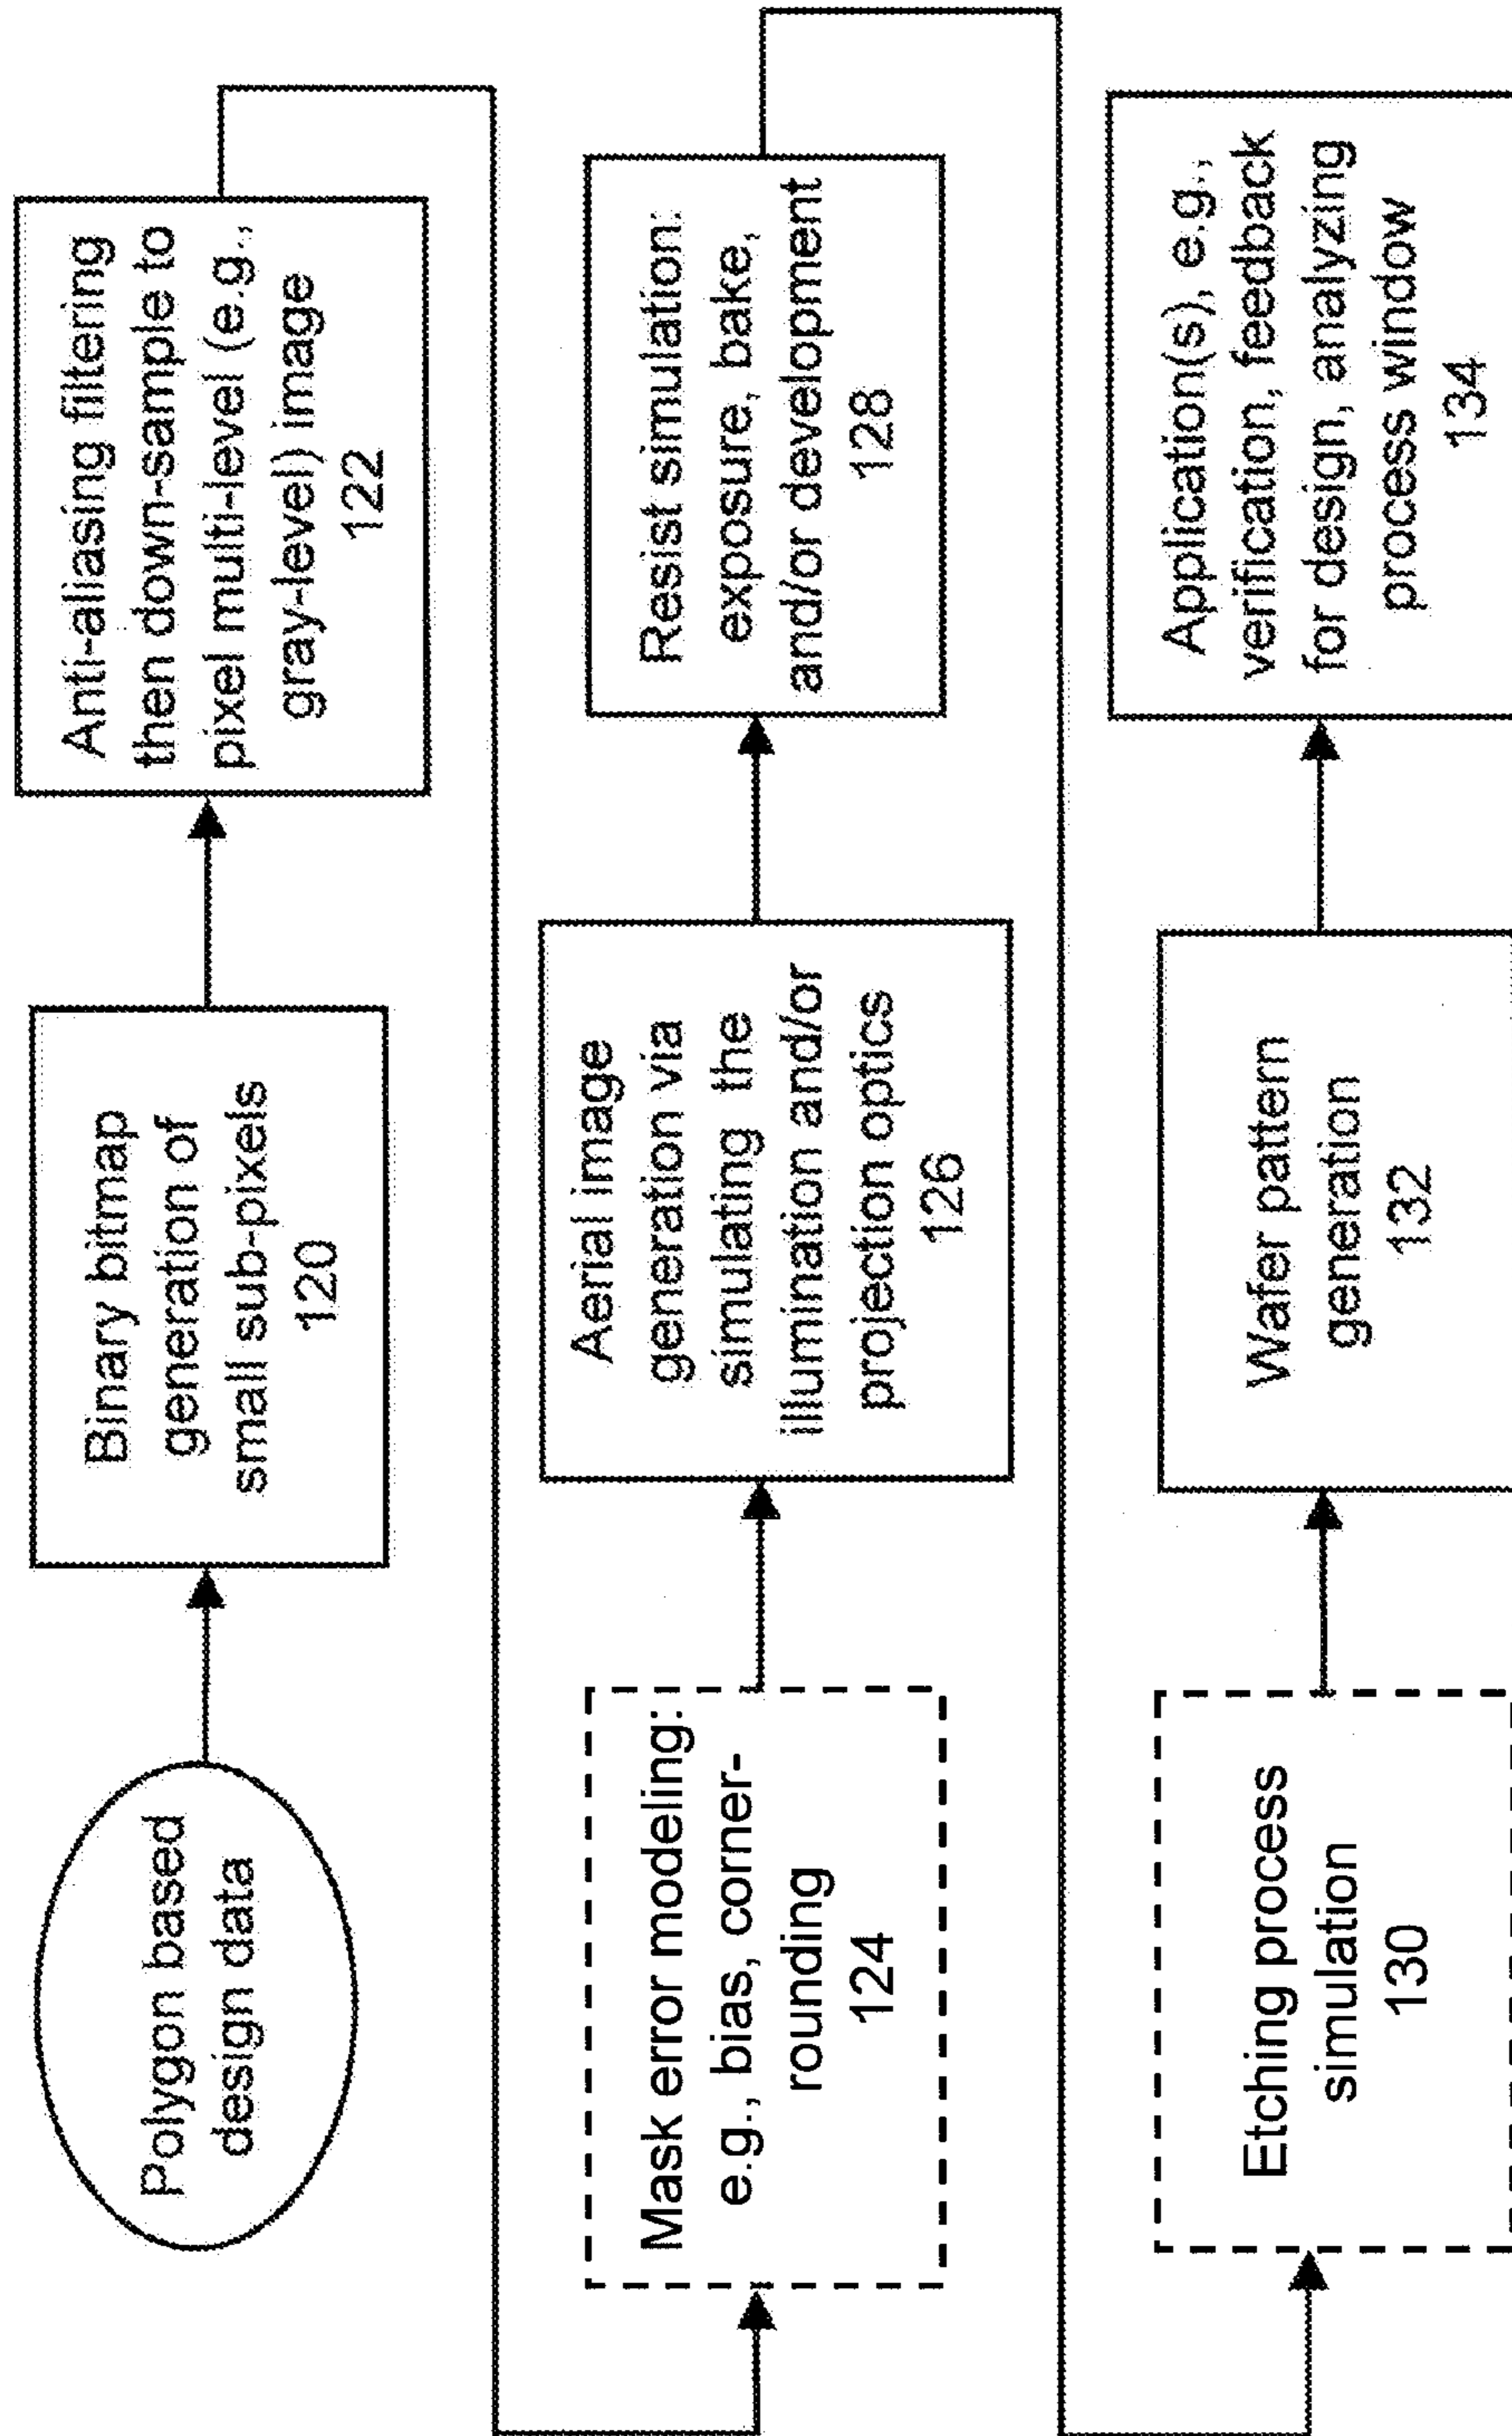 Polygon based
design data
Binary bitmap
generation of
small sub-pixels
120
Anti-aliasing filtering
then down-sample to
pixel multi-level (e.g.,
gray-level) image
122
Mask error modeling:
e.g., bias, corner-
rounding
124
Aerial image
generation via
simulating the
illumination and/or
projection optics
126
Resist simulation:
exposure, bake,
and/or development
128
Etching process
simulation
130
Wafer pattern
generation
132
Application(s), e.g.,
verification, feedback
for design, analyzing
process window
134